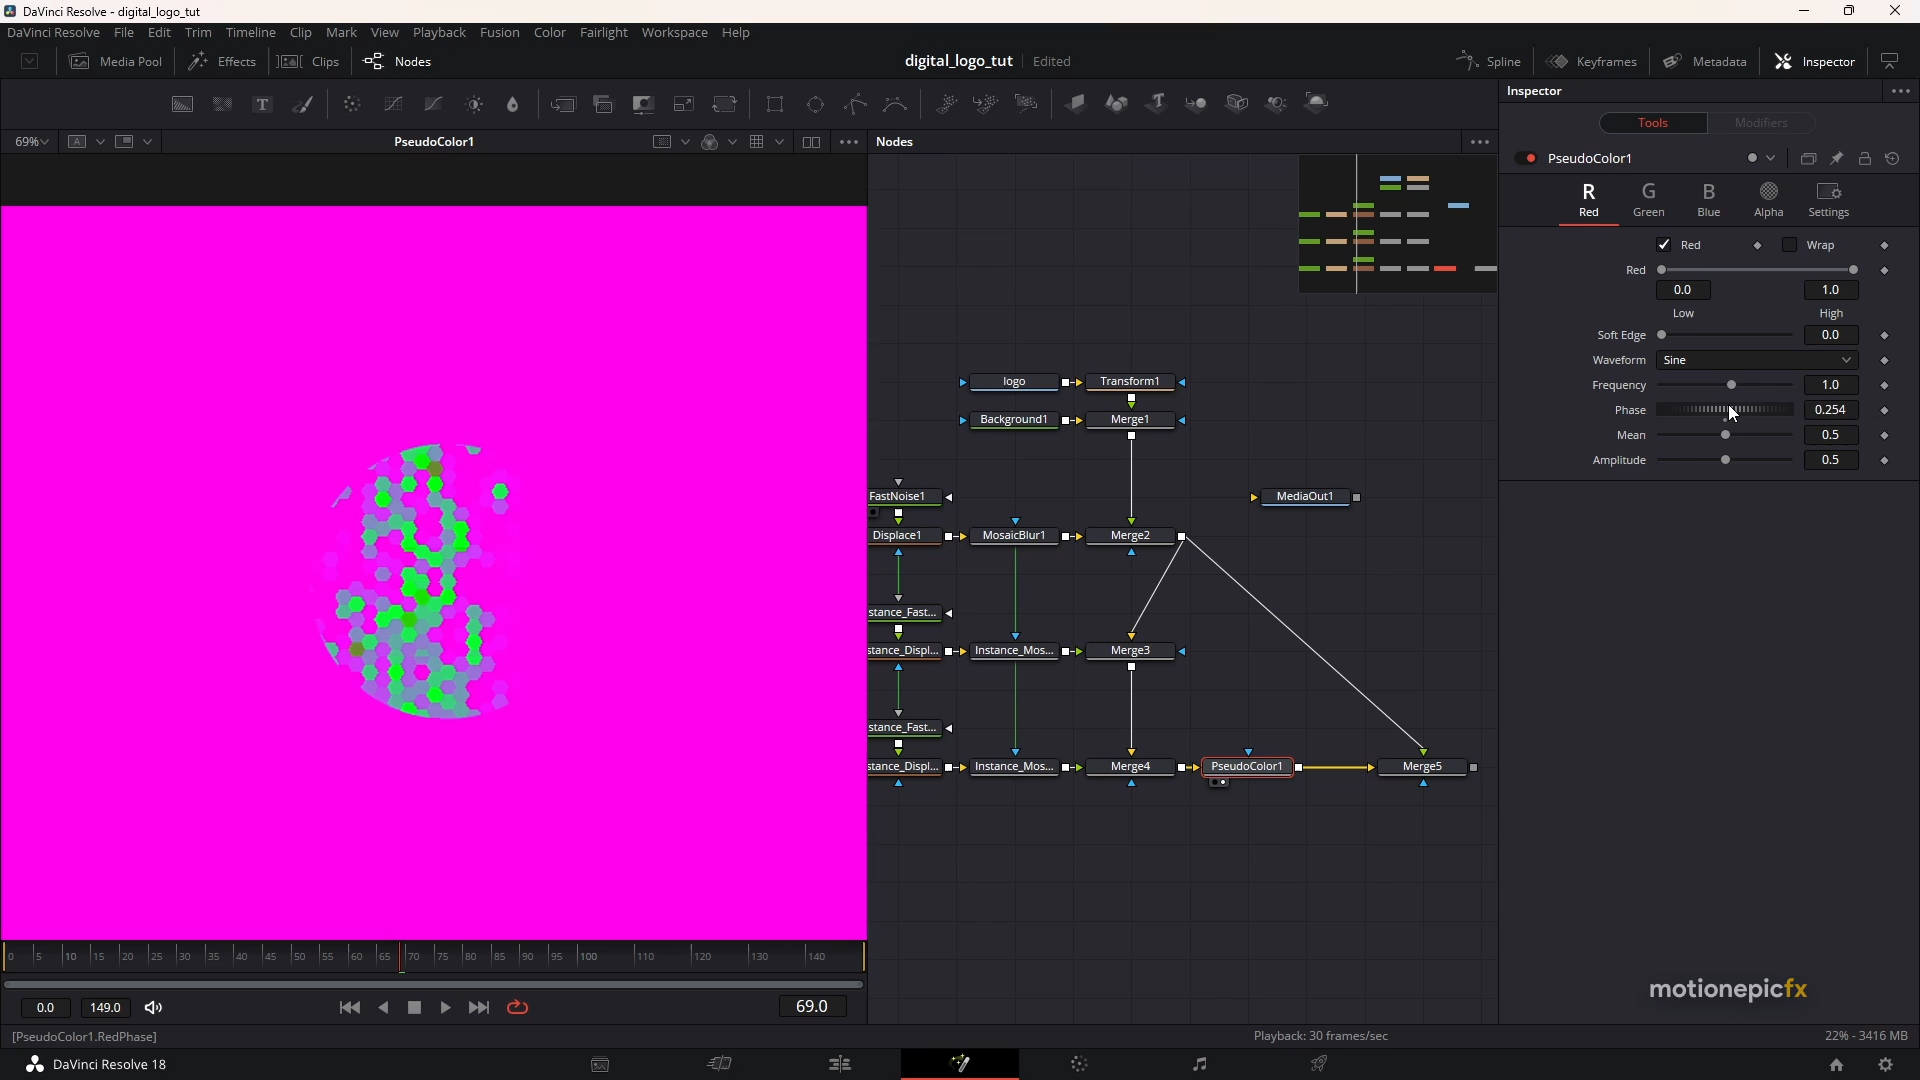 DaVinci Resolve - digital_logo_tut
DaVinci Resolve File Edit Trim Timeline Clip Mark View Playback Fusion Color Fairlight Workspace Help
Media Pool Effects Clips Nodes digital_logo_tut Edited Spline Keyframes Metadata Inspector
T T
Inspector
69% A PseudoColor1 Nodes
Tools Modifiers
PseudoColor1
R G B
Red Green Blue Alpha Settings
Red Wrap
Red
0.0 1.0
Low High
Soft Edge 0.0
Waveform Sine
Frequency 1.0
Phase 0.254
Mean 0.5
Amplitude 0.5
logo Transform1
Background1 Merge1
FastNoise1 MediaOut1
Displace1 MosaicBlur1 Merge2
stance_Fast...
stance_Displ... Instance_Mos... Merge3
stance_Fast...
stance_Displ... Instance_Mos... Merge4 PseudoColor1 Merge5
0 5 10 15 20 25 30 35 40 45 50 55 60 65 70 75 80 85 90 95 100 110 120 130 140
0.0 149.0 69.0
motionepicfx
[PseudoColor1.RedPhase] Playback: 30 frames/sec 22% - 3416 MB
DaVinci Resolve 18